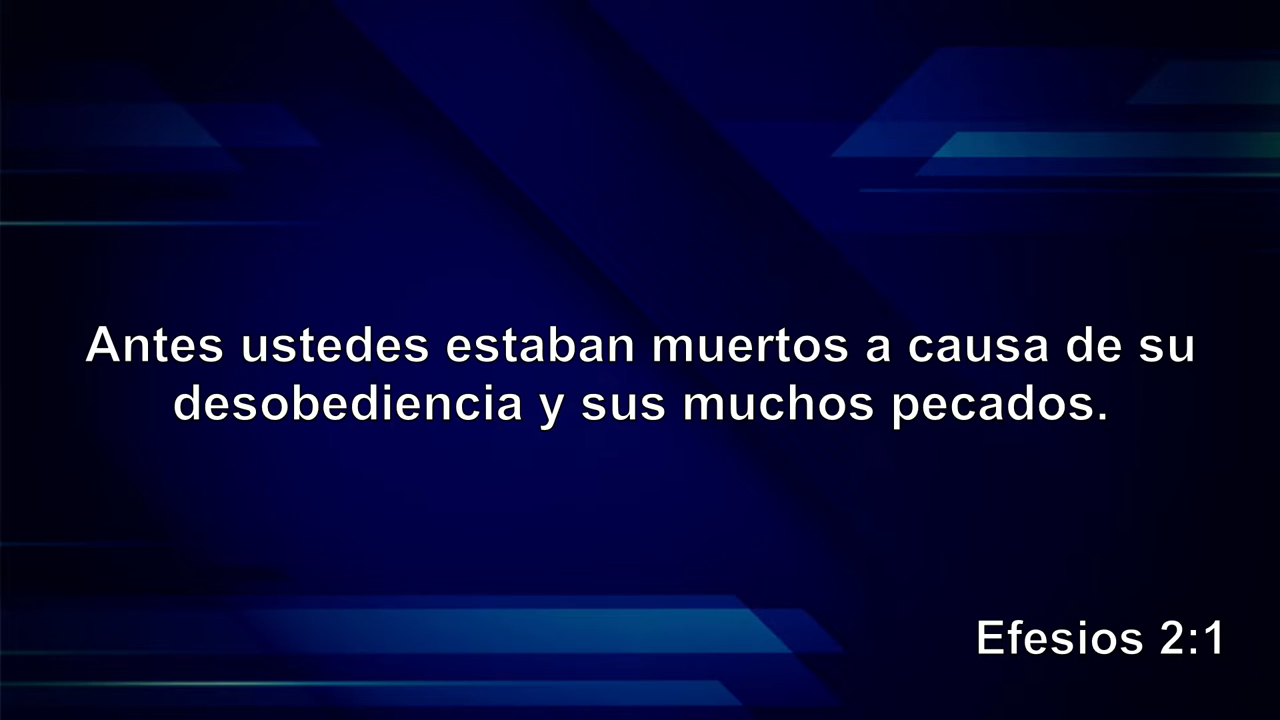 Antes ustedes estaban muertos a causa de su
desobediencia y sus muchos pecados.
Efesios 2:1